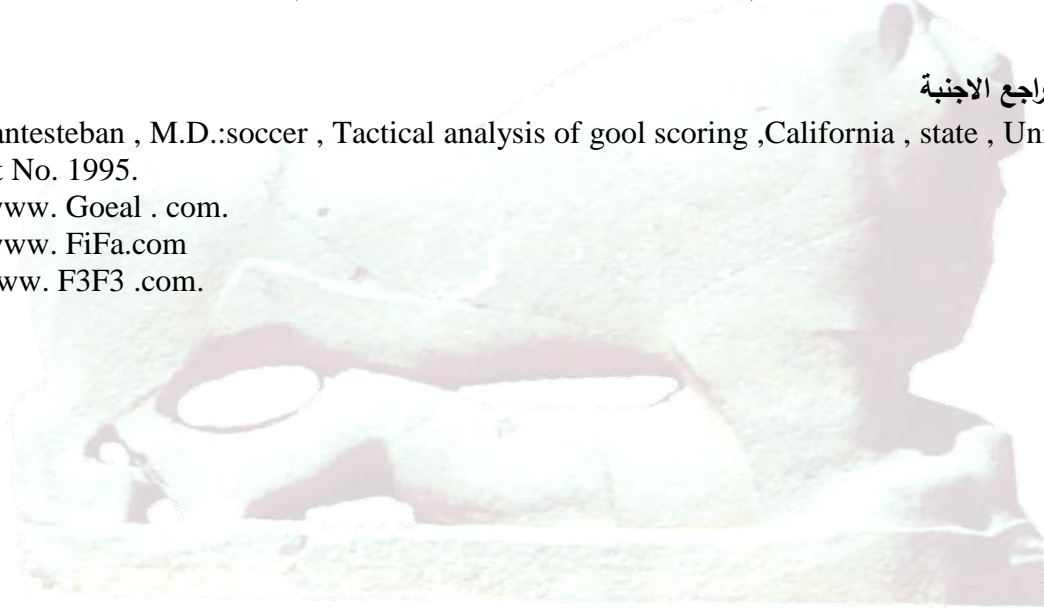 راجع الاجنبة
antesteban , M.D.:soccer , Tactical analysis of gool scoring ,California , state , Un
t No. 1995.
www. Goeal . com.
www. FiFa.com
www. F3F3 .com.